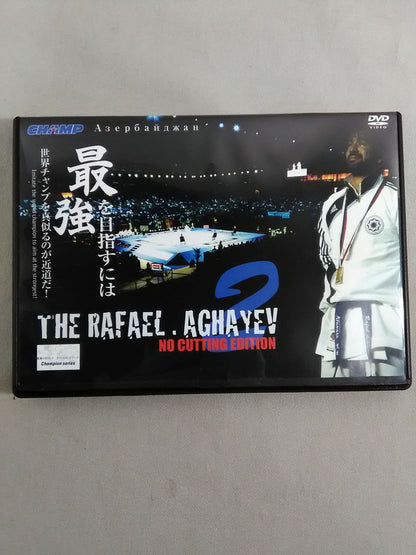 CHAMP
Азербайджан
DVD
VIDEO
最強を目指すには
世界チャンプを真似るのが近道だ!
Imitate the world champion to aim at the strongest!
2
THE RAFAEL . AGHAYEV
NO CUTTING EDITION
Champion series